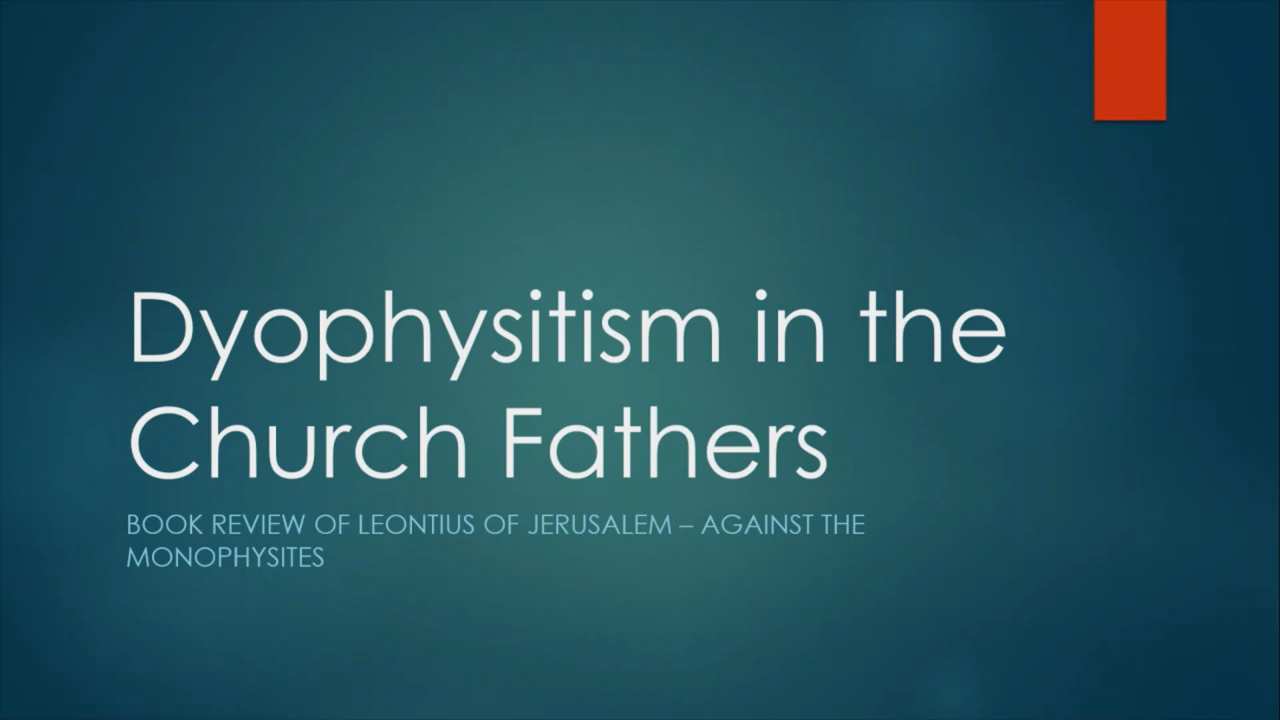 Dyophysitism in the
Church Fathers
BOOK REVIEW OF LEONTIUS OF JERUSALEM – AGAINST THE
MONOPHYSITES